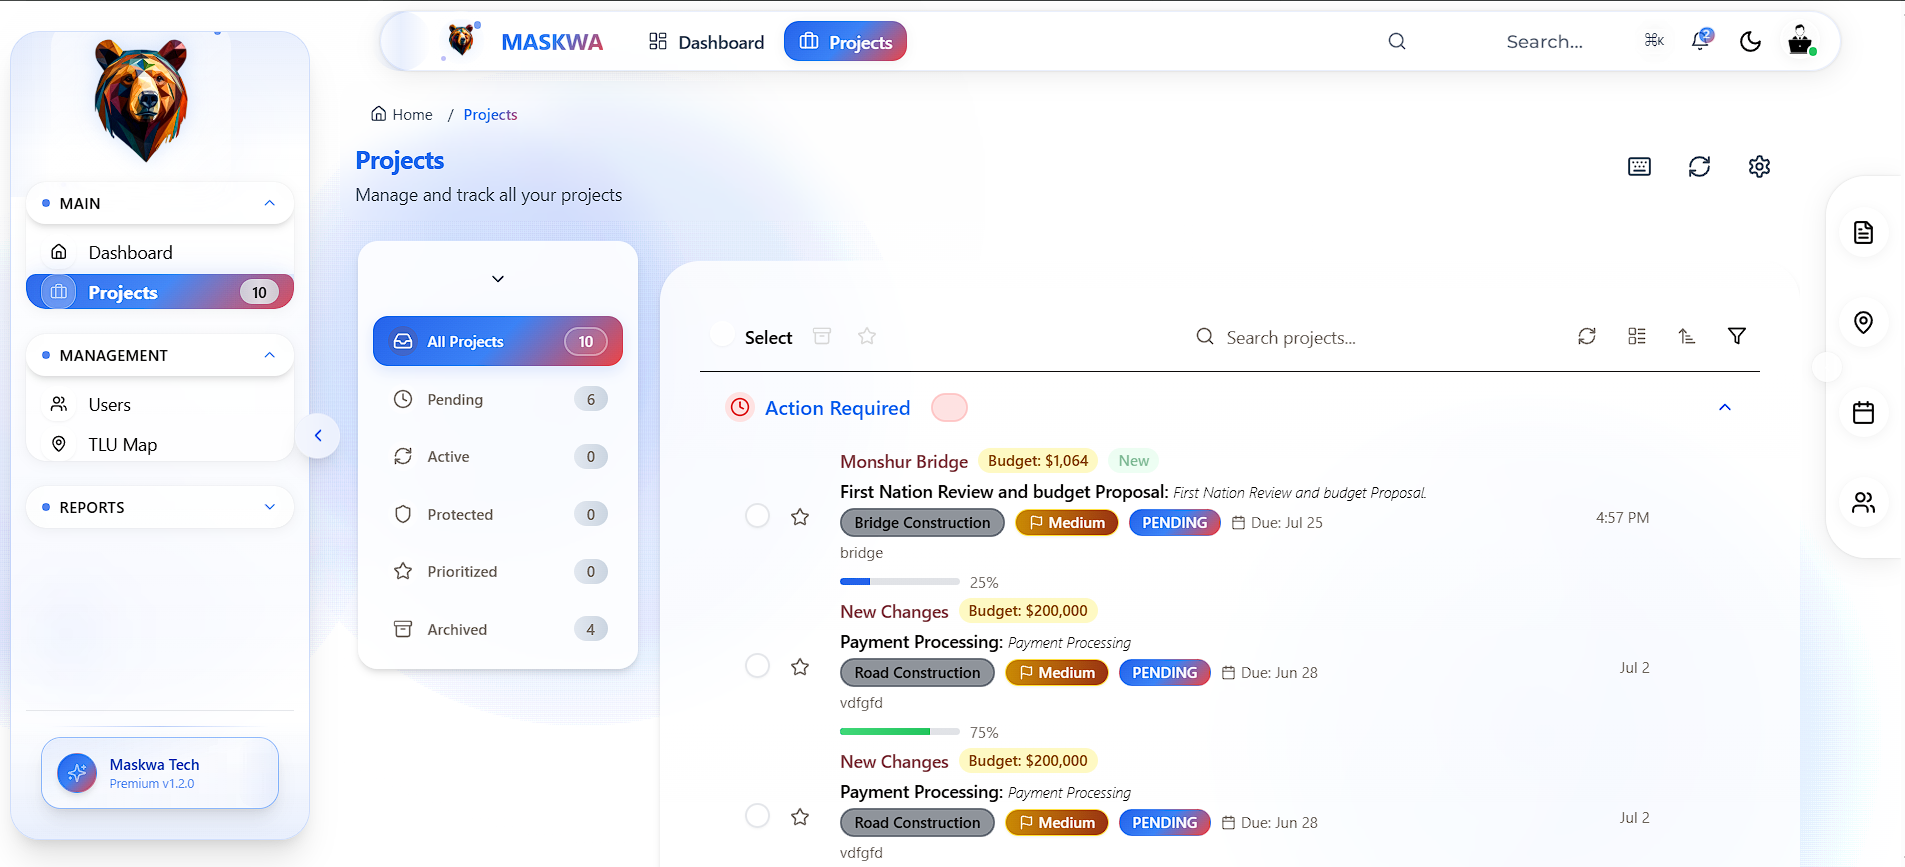 MASKWA
Dashboard
Projects
Search...
⌘K
2
MAIN
Dashboard
Projects
10
MANAGEMENT
Users
TLU Map
REPORTS
Maskwa Tech
Premium v1.2.0
Home / Projects
Projects
Manage and track all your projects
All Projects 10
Pending 6
Active 0
Protected 0
Prioritized 0
Archived 4
Select
Search projects...
Action Required
Monshur Bridge Budget: $1,064 New
First Nation Review and budget Proposal: First Nation Review and budget Proposal.
Bridge Construction Medium PENDING Due: Jul 25
4:57 PM
bridge
25%
New Changes Budget: $200,000
Payment Processing: Payment Processing
Road Construction Medium PENDING Due: Jun 28
Jul 2
vdfgfd
75%
New Changes Budget: $200,000
Payment Processing: Payment Processing
Road Construction Medium PENDING Due: Jun 28
Jul 2
vdfgfd